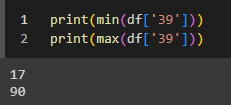 1 print(min(df['39']))
2 print(max(df['39']))
17
90